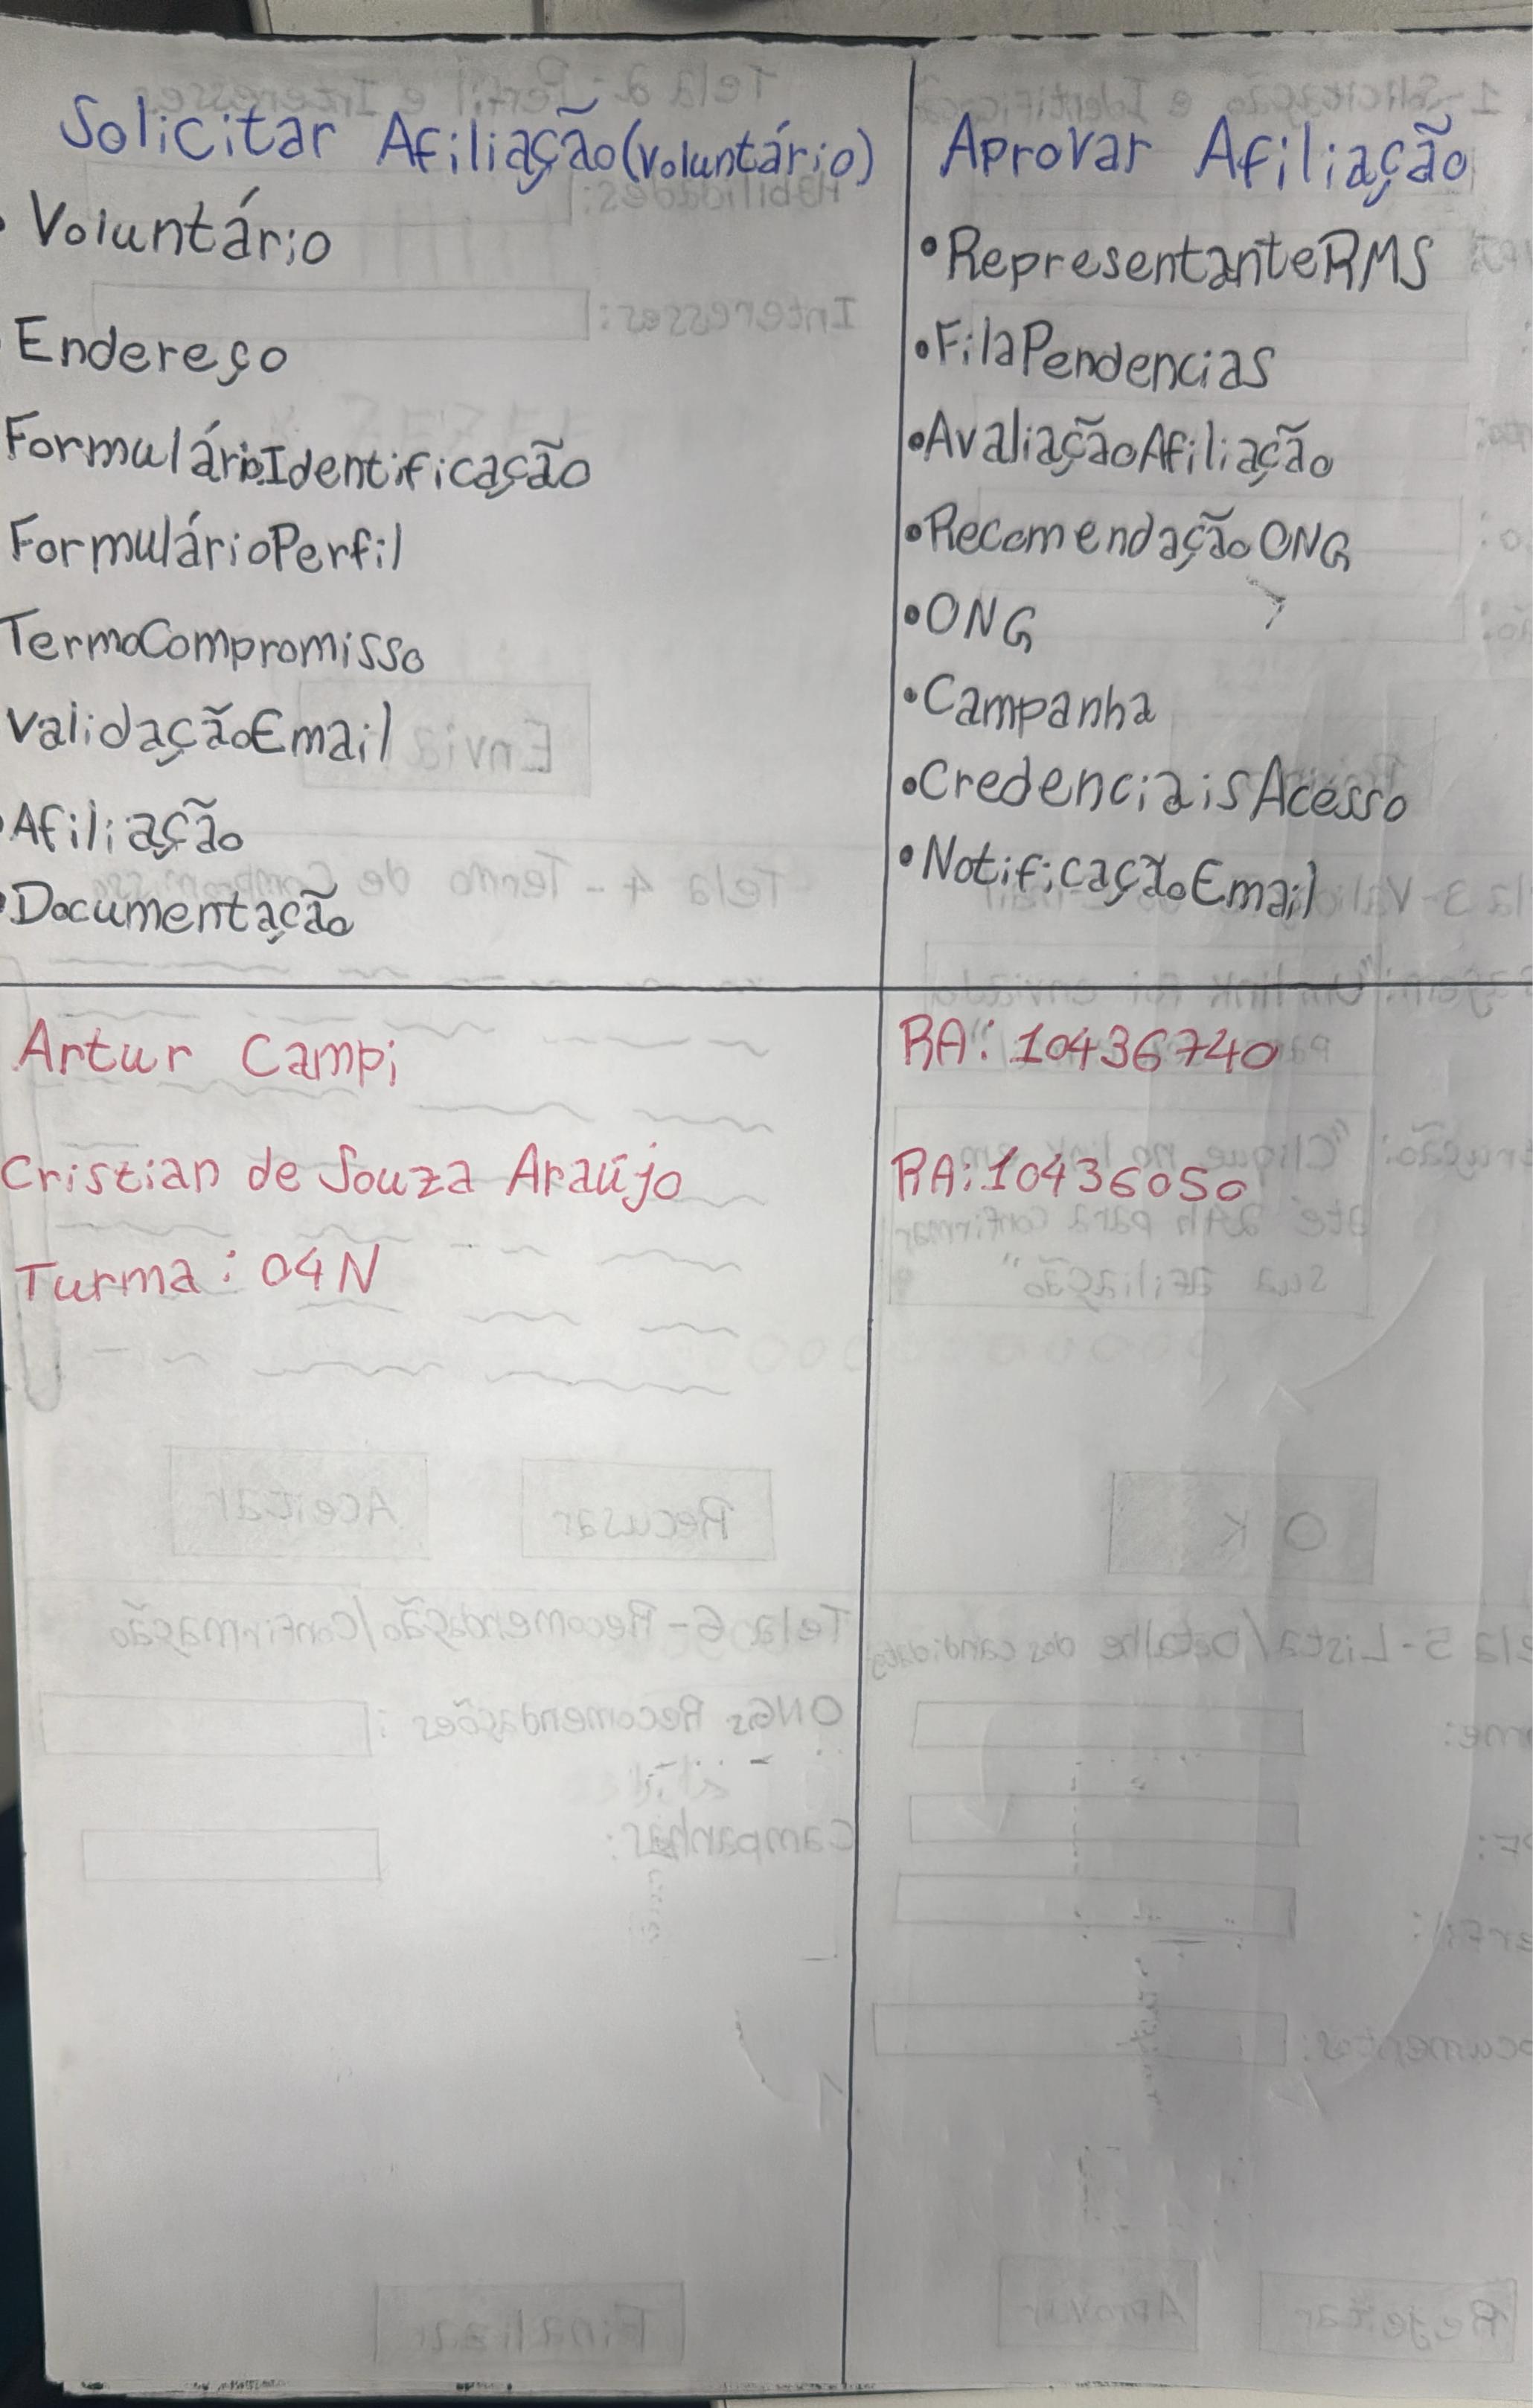 Solicitar Afiliação(voluntário)
• Voluntário
Endereço
FormulárioIdentificação
FormulárioPerfil
TermoCompromisso
ValidaçãoEmail
•Afiliação
•Documentação
Aprovar Afiliação
•RepresentanteRMS
•FilaPendencias
•AvaliaçãoAfiliação
•RecomendaçãoONG
•ONG
•Campanha
•CredenciaisAcesso
•NotificaçãoEmail
Artur Campi
RA: 10436740
Cristian de Souza Araújo
RA: 10436050
Turma: 04N